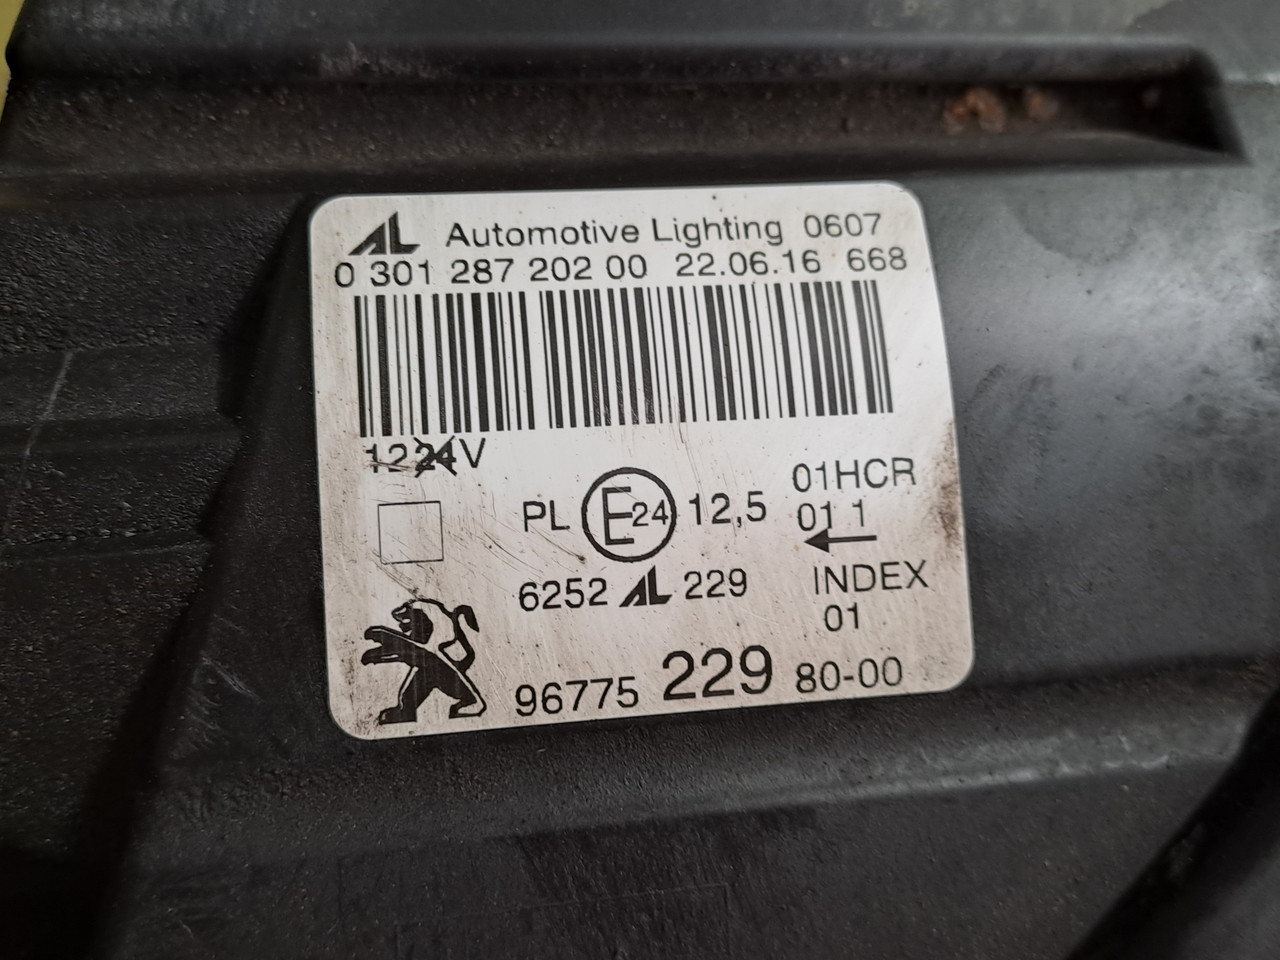 AL Automotive Lighting 0607
0 301 287 202 00 22.06.16 668
1224V
PL E24 12,5 01HCR
01 1
6252 AL 229 INDEX
01
96775 229 80-00